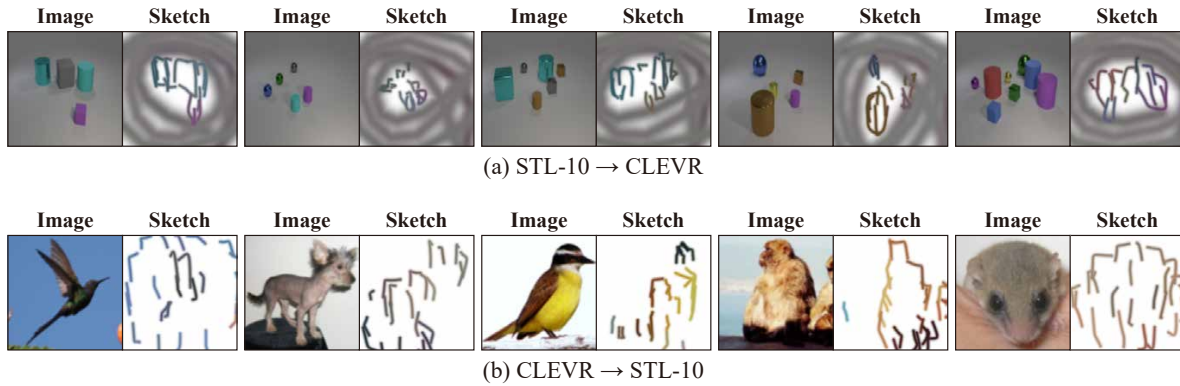 Image Sketch Image Sketch Image Sketch Image Sketch Image Sketch
(a) STL-10 → CLEVR
Image Sketch Image Sketch Image Sketch Image Sketch Image Sketch
(b) CLEVR → STL-10